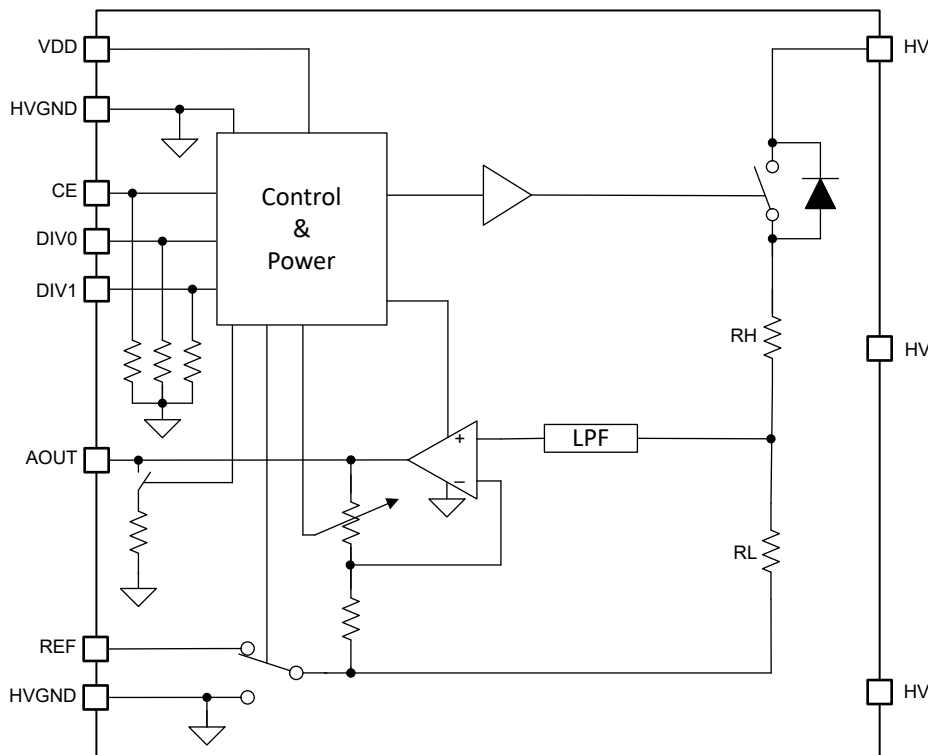 VDD
HV
HVGND
CE
DIV0
DIV1
Control
&
Power
RH
HV
AOUT
+
−
LPF
RL
REF
HVGND
HV